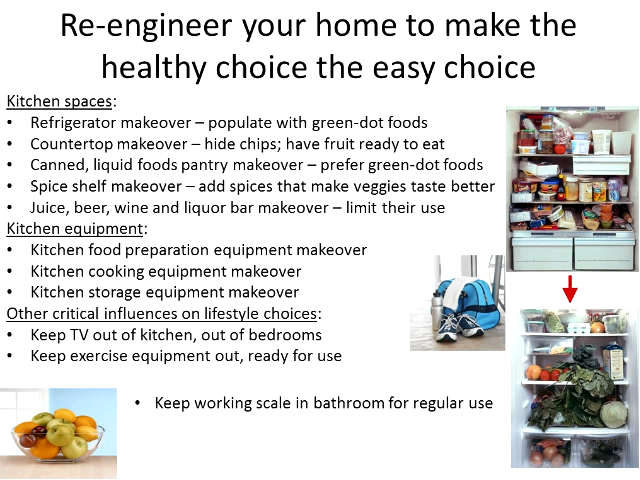 Re-engineer your home to make the
healthy choice the easy choice
Kitchen spaces:
• Refrigerator makeover – populate with green-dot foods
• Countertop makeover – hide chips; have fruit ready to eat
• Canned, liquid foods pantry makeover – prefer green-dot foods
• Spice shelf makeover – add spices that make veggies taste better
• Juice, beer, wine and liquor bar makeover – limit their use
Kitchen equipment:
• Kitchen food preparation equipment makeover
• Kitchen cooking equipment makeover
• Kitchen storage equipment makeover
Other critical influences on lifestyle choices:
• Keep TV out of kitchen, out of bedrooms
• Keep exercise equipment out, ready for use
• Keep working scale in bathroom for regular use